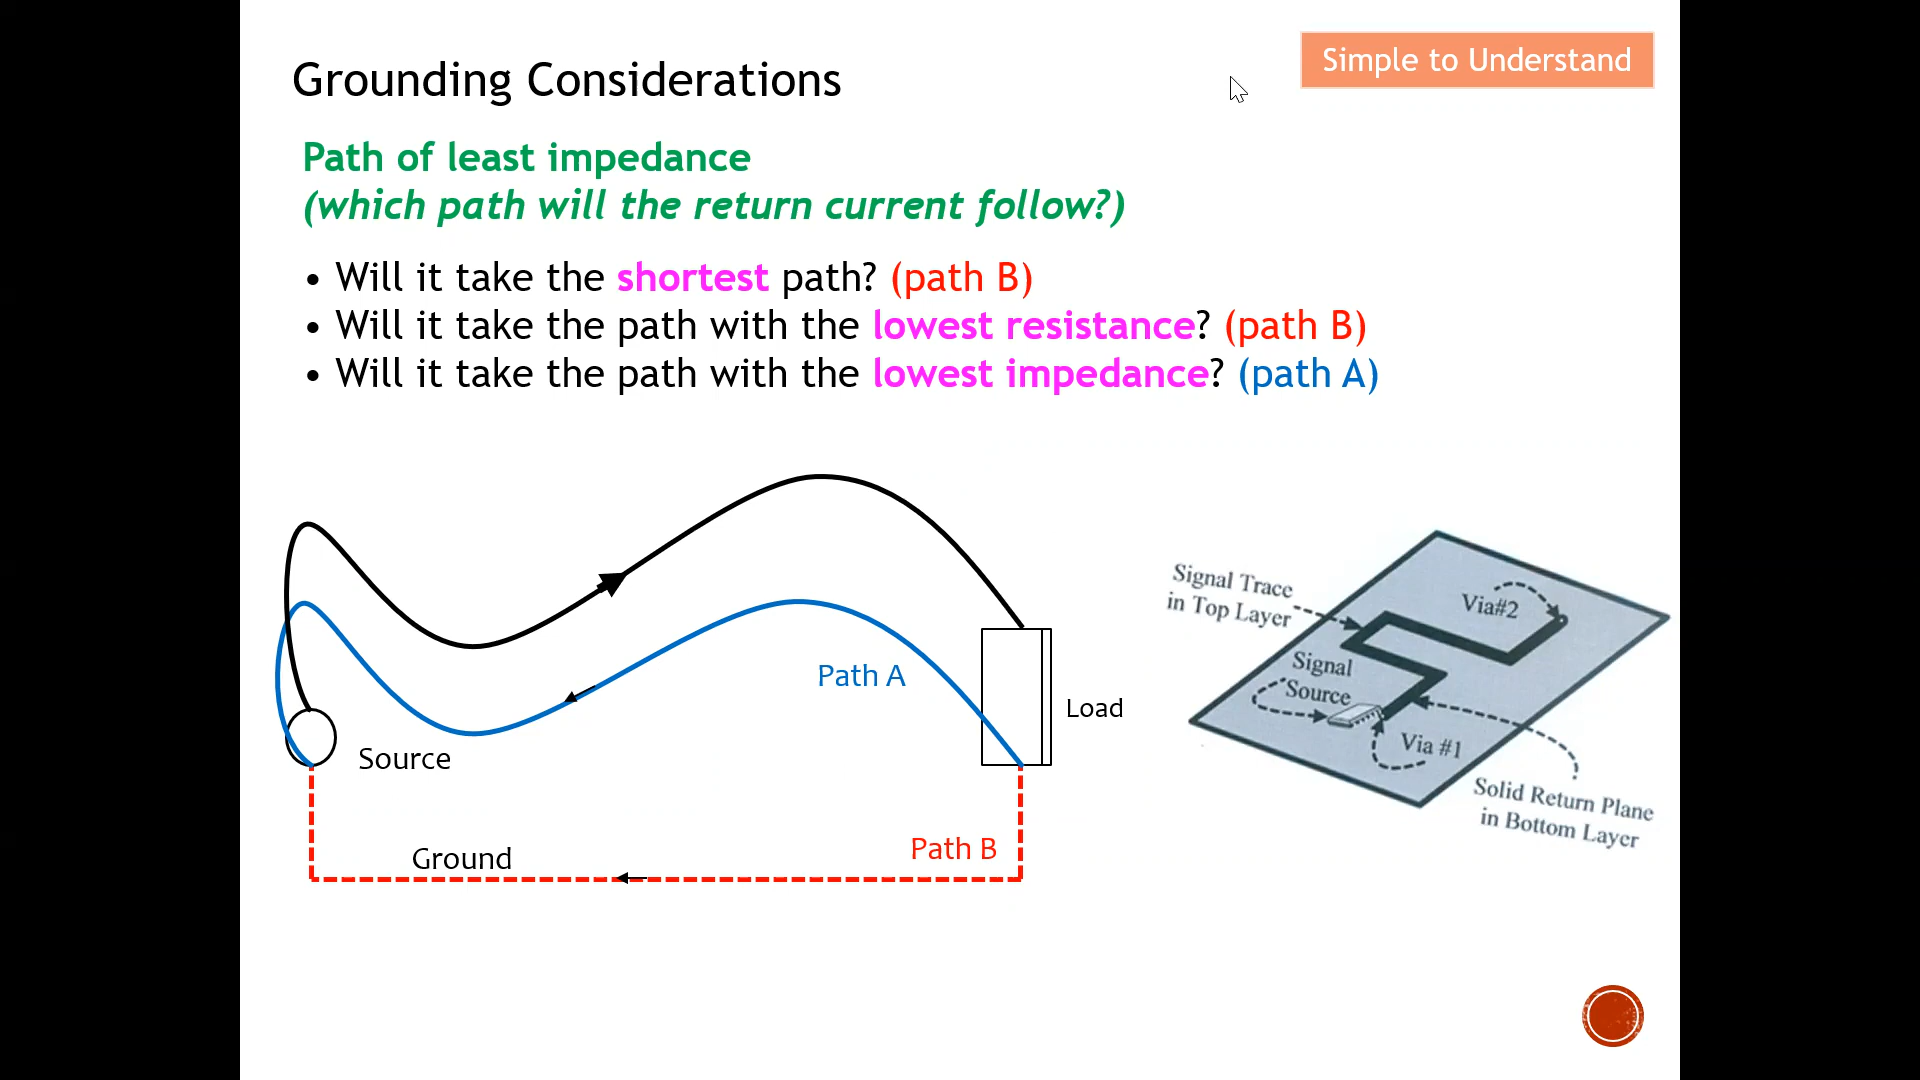 Grounding Considerations
Simple to Understand
Path of least impedance
(which path will the return current follow?)
• Will it take the shortest path? (path B)
• Will it take the path with the lowest resistance? (path B)
• Will it take the path with the lowest impedance? (path A)
Path A
Load
Source
Path B
Ground
Signal Trace
in Top Layer
Via#2
Signal
Source
Via #1
Solid Return Plane
in Bottom Layer